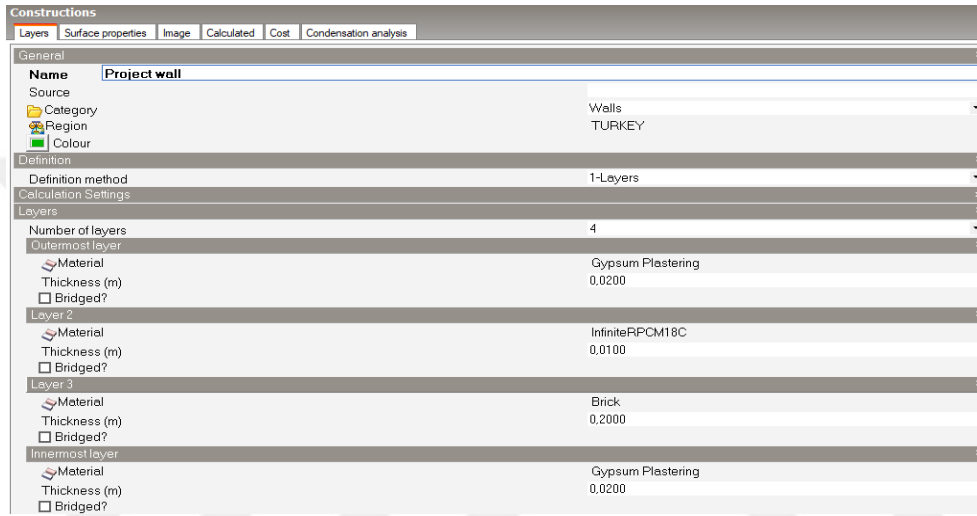 Constructions
Layers Surface properties Image Calculated Cost Condensation analysis
General
Name Project wall
Source
Category Walls
Region TURKEY
Colour
Definition
Definition method 1-Layers
Calculation Settings
Layers
Number of layers 4
Outermost layer
Material Gypsum Plastering
Thickness (m) 0,0200
Bridged?
Layer 2
Material InfiniteRPCM18C
Thickness (m) 0,0100
Bridged?
Layer 3
Material Brick
Thickness (m) 0,2000
Bridged?
Innermost layer
Material Gypsum Plastering
Thickness (m) 0,0200
Bridged?